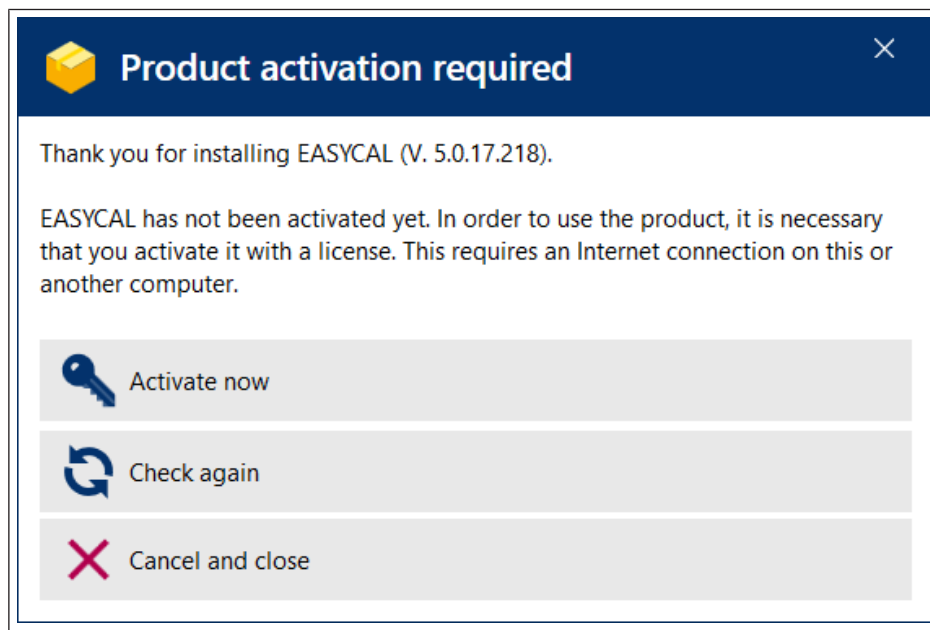 Product activation required
Thank you for installing EASYCAL (V. 5.0.17.218).
EASYCAL has not been activated yet. In order to use the product, it is necessary
that you activate it with a license. This requires an Internet connection on this or
another computer.
Activate now
Check again
Cancel and close